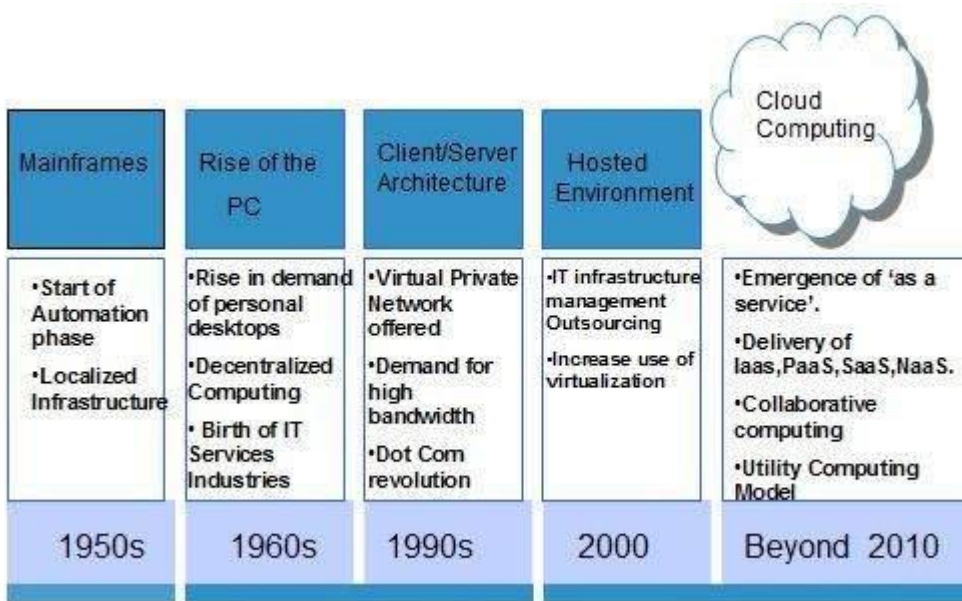 Mainframes
•Start of
Automation
phase
•Localized
Infrastructure
1950s
Rise of the
PC
•Rise in demand
of personal
desktops
•Decentralized
Computing
• Birth of IT
Services
Industries
1960s
Client/Server
Architecture
•Virtual Private
Network
offered
•Demand for
high
bandwidth
•Dot Com
revolution
1990s
Hosted
Environment
•IT infrastructure
management
Outsourcing
•Increase use of
virtualization
2000
Cloud
Computing
•Emergence of ‘as a
service’.
•Delivery of
Iaas,PaaS,SaaS,NaaS.
•Collaborative
computing
•Utility Computing
Model
Beyond 2010